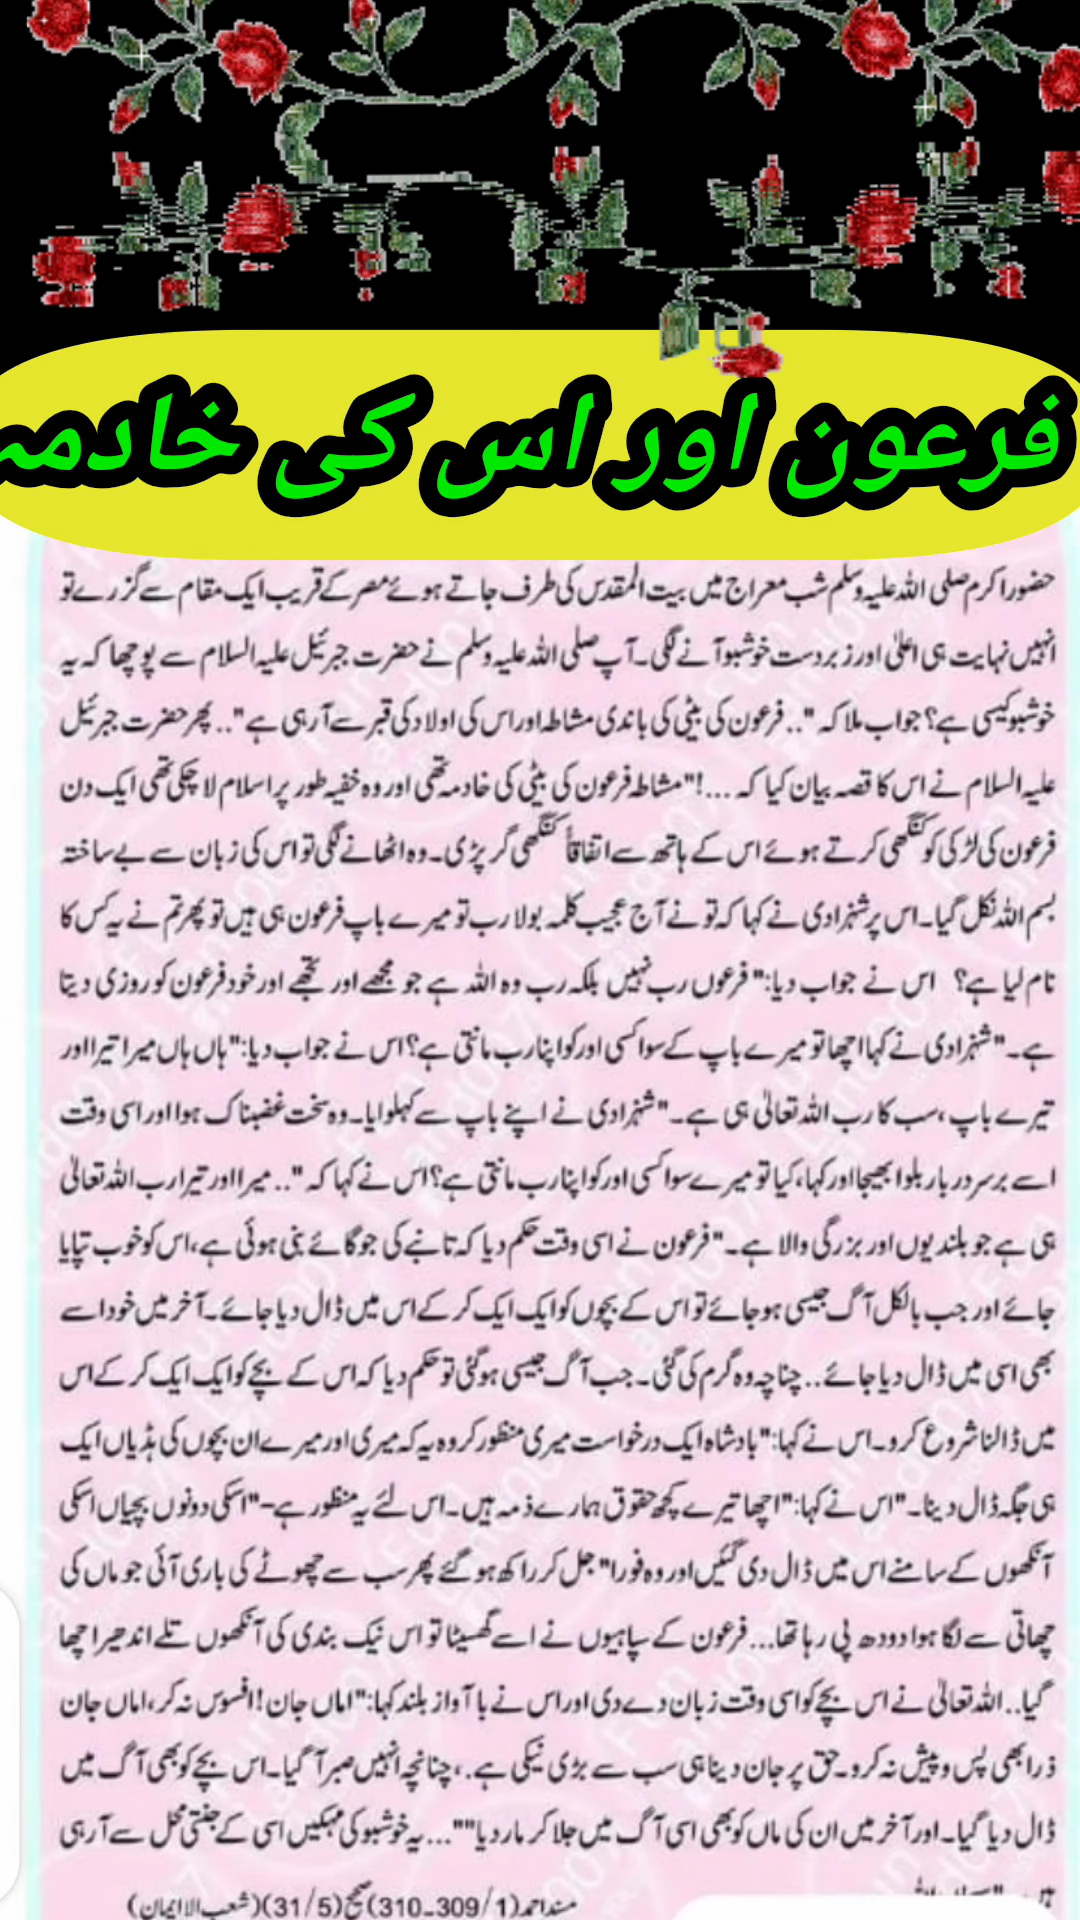 فرعون اور اس کی خادمہ
حضور اکرم صلی اللہ علیہ وسلم شب معراج میں بیت المقدس کی طرف جاتے ہوئے مصر کے قریب ایک مقام سے گزرے تو
انہیں نہایت ہی اعلیٰ اور زبردست خوشبو آنے لگی۔ آپ صلی اللہ علیہ وسلم نے حضرت جبرئیل علیہ السلام سے پوچھا کہ یہ
خوشبو کیسی ہے؟ جواب ملا کہ "..فرعون کی بیٹی کی باندی مشاطہ اور اس کی اولاد کی قبر سے آرہی ہے".. پھر حضرت جبرئیل
علیہ السلام نے اس کا قصہ بیان کیا کہ ...!"مشاطہ فرعون کی بیٹی کی خادمہ تھی اور وہ خفیہ طور پر اسلام لا چکی تھی ایک دن
فرعون کی لڑکی کو کنگھی کرتے ہوئے اس کے ہاتھ سے اتفاقاً کنگھی گر پڑی۔ وہ اٹھانے لگی تو اس کی زبان سے بے ساختہ
بسم اللہ نکل گیا۔ اس پر شہزادی نے کہا کہ تو نے آج عجیب کلمہ بولا رب تو میرے باپ فرعون ہی ہیں تو پھر تم نے یہ کس کا
نام لیا ہے؟ اس نے جواب دیا:" فرعوں رب نہیں بلکہ رب وہ اللہ ہے جو مجھے اور تجھے اور خود فرعون کو روزی دیتا
ہے۔"شہزادی نے کہا اچھا تو میرے باپ کے سوا کسی اور کو اپنا رب مانتی ہے؟ اس نے جواب دیا:"ہاں ہاں میرا تیرا اور
تیرے باپ، سب کا رب اللہ تعالیٰ ہی ہے۔"شہزادی نے اپنے باپ سے کہلوایا۔ وہ سخت غضبناک ہوا اور اسی وقت
اسے برسر دربار بلوا بھیجا اور کہا، کیا تو میرے سوا کسی اور کو اپنا رب مانتی ہے؟ اس نے کہا کہ "..میرا اور تیرا رب اللہ تعالیٰ
ہی ہے جو بلندیوں اور بزرگی والا ہے۔"فرعون نے اسی وقت حکم دیا کہ تانبے کی جو گائے بنی ہوئی ہے، اس کو خوب تپایا
جائے اور جب بالکل آگ جیسی ہوجائے تو اس کے بچوں کو ایک ایک کر کے اس میں ڈال دیا جائے۔ آخر میں خود اسے
بھی اسی میں ڈال دیا جائے..چناچہ وہ گرم کی گئی۔ جب آگ جیسی ہوگئی تو حکم دیا کہ اس کے بچے کو ایک ایک کر کے اس
میں ڈالنا شروع کرو۔ اس نے کہا:"بادشاہ ایک درخواست میری منظور کرو وہ یہ کہ میری اور میرے ان بچوں کی ہڈیاں ایک
ہی جگہ ڈال دینا۔"اس نے کہا:"اچھا تیرے کچھ حقوق ہمارے ذمہ ہیں۔ اس لئے یہ منظور ہے-"اسکی دونوں بچیاں اسکی
آنکھوں کے سامنے اس میں ڈال دی گئیں اور وہ فورا" جل کر راکھ ہو گئے پھر سب سے چھوٹے کی باری آئی جو ماں کی
چھاتی سے لگا ہوا دودھ پی رہا تھا...فرعون کے سپاہیوں نے اسے گھسیٹا تو اس نیک بندی کی آنکھوں تلے اندھیرا چھا
گیا..اللہ تعالیٰ نے اس بچے کو اسی وقت زبان دے دی اور اس نے با آواز بلند کہا:"اماں جان! افسوس نہ کر، اماں جان
ذرا بھی پس و پیش نہ کرو۔ حق پر جان دینا ہی سب سے بڑی نیکی ہے.، چنانچہ انہیں صبر آ گیا۔ اس بچے کو بھی آگ میں
ڈال دیا گیا۔ اور آخر میں ان کی ماں کو بھی اسی آگ میں جلا کر مار دیا""...یہ خوشبو کی مہکیں اسی کے جنتی محل سے آرہی
مسند احمد (1/309-310) صحیح (5/31) (شعب الاایمان)